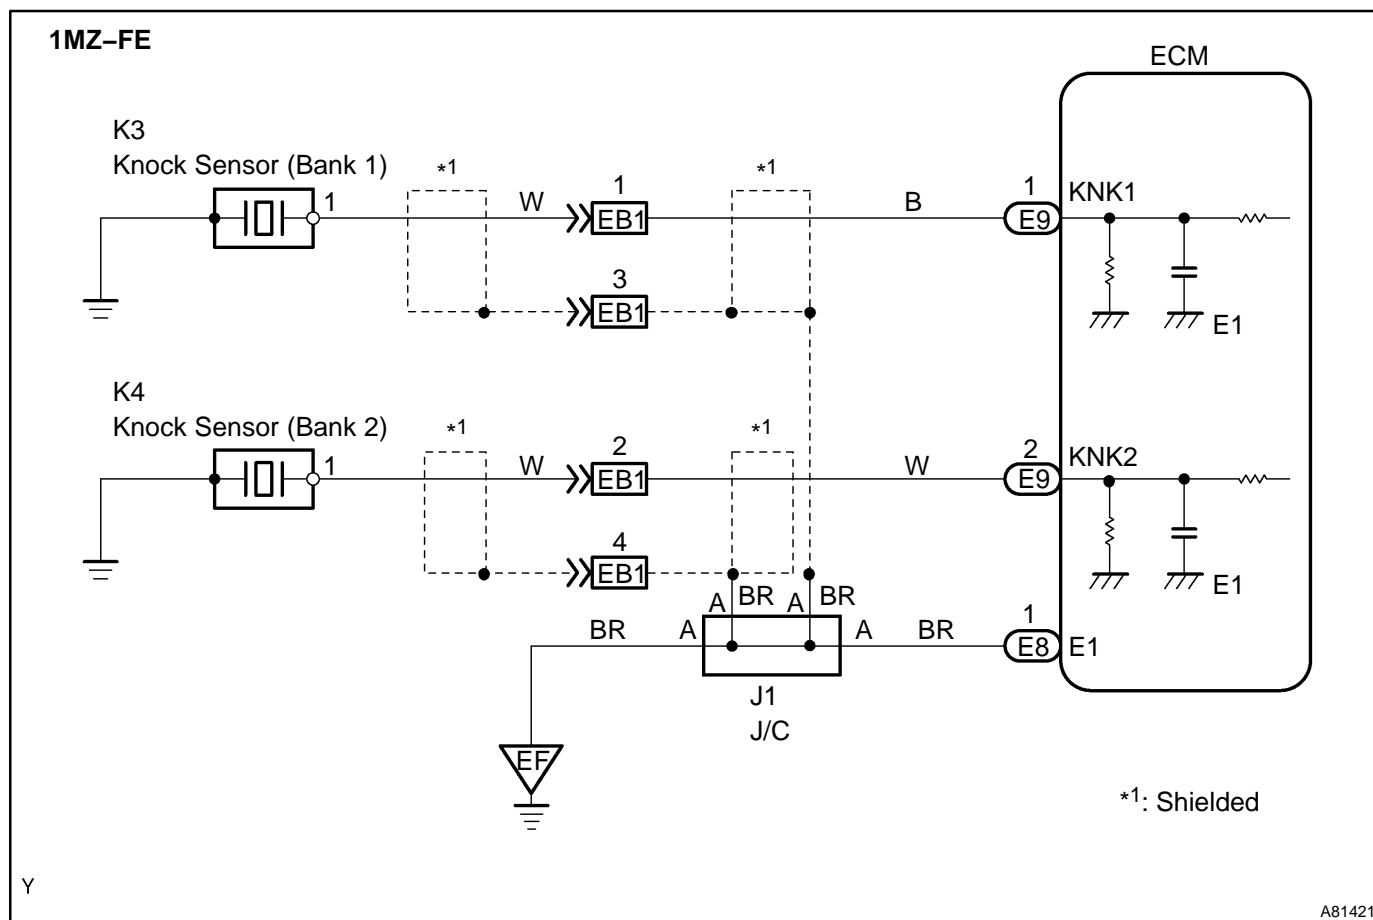 1MZ–FE
ECM
K3
Knock Sensor (Bank 1)
1
*1
W
1
EB1
*1
B
1
E9
KNK1
3
EB1
E1
K4
Knock Sensor (Bank 2)
1
*1
W
2
EB1
*1
W
2
E9
KNK2
4
EB1
E1
A
BR
A
BR
BR
A
A
BR
1
E8
E1
J1
J/C
EF
*1: Shielded
Y
A81421